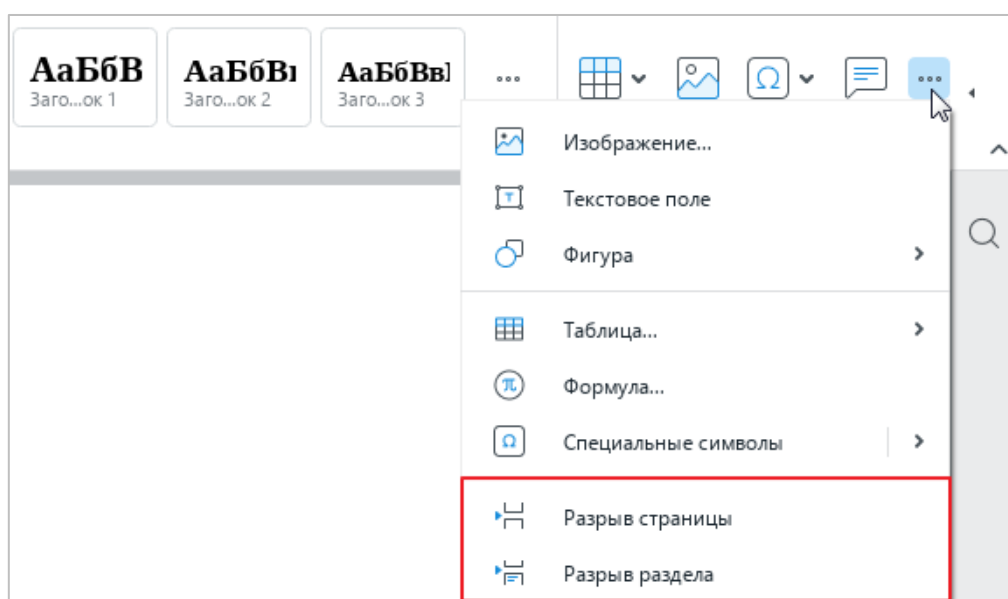 АаБбВ АаБбВı АаБбВвI
Заго...ок 1 Заго...ок 2 Заго...ок 3
Изображение...
Текстовое поле
Фигура
Таблица...
Формула...
Специальные символы
Разрыв страницы
Разрыв раздела